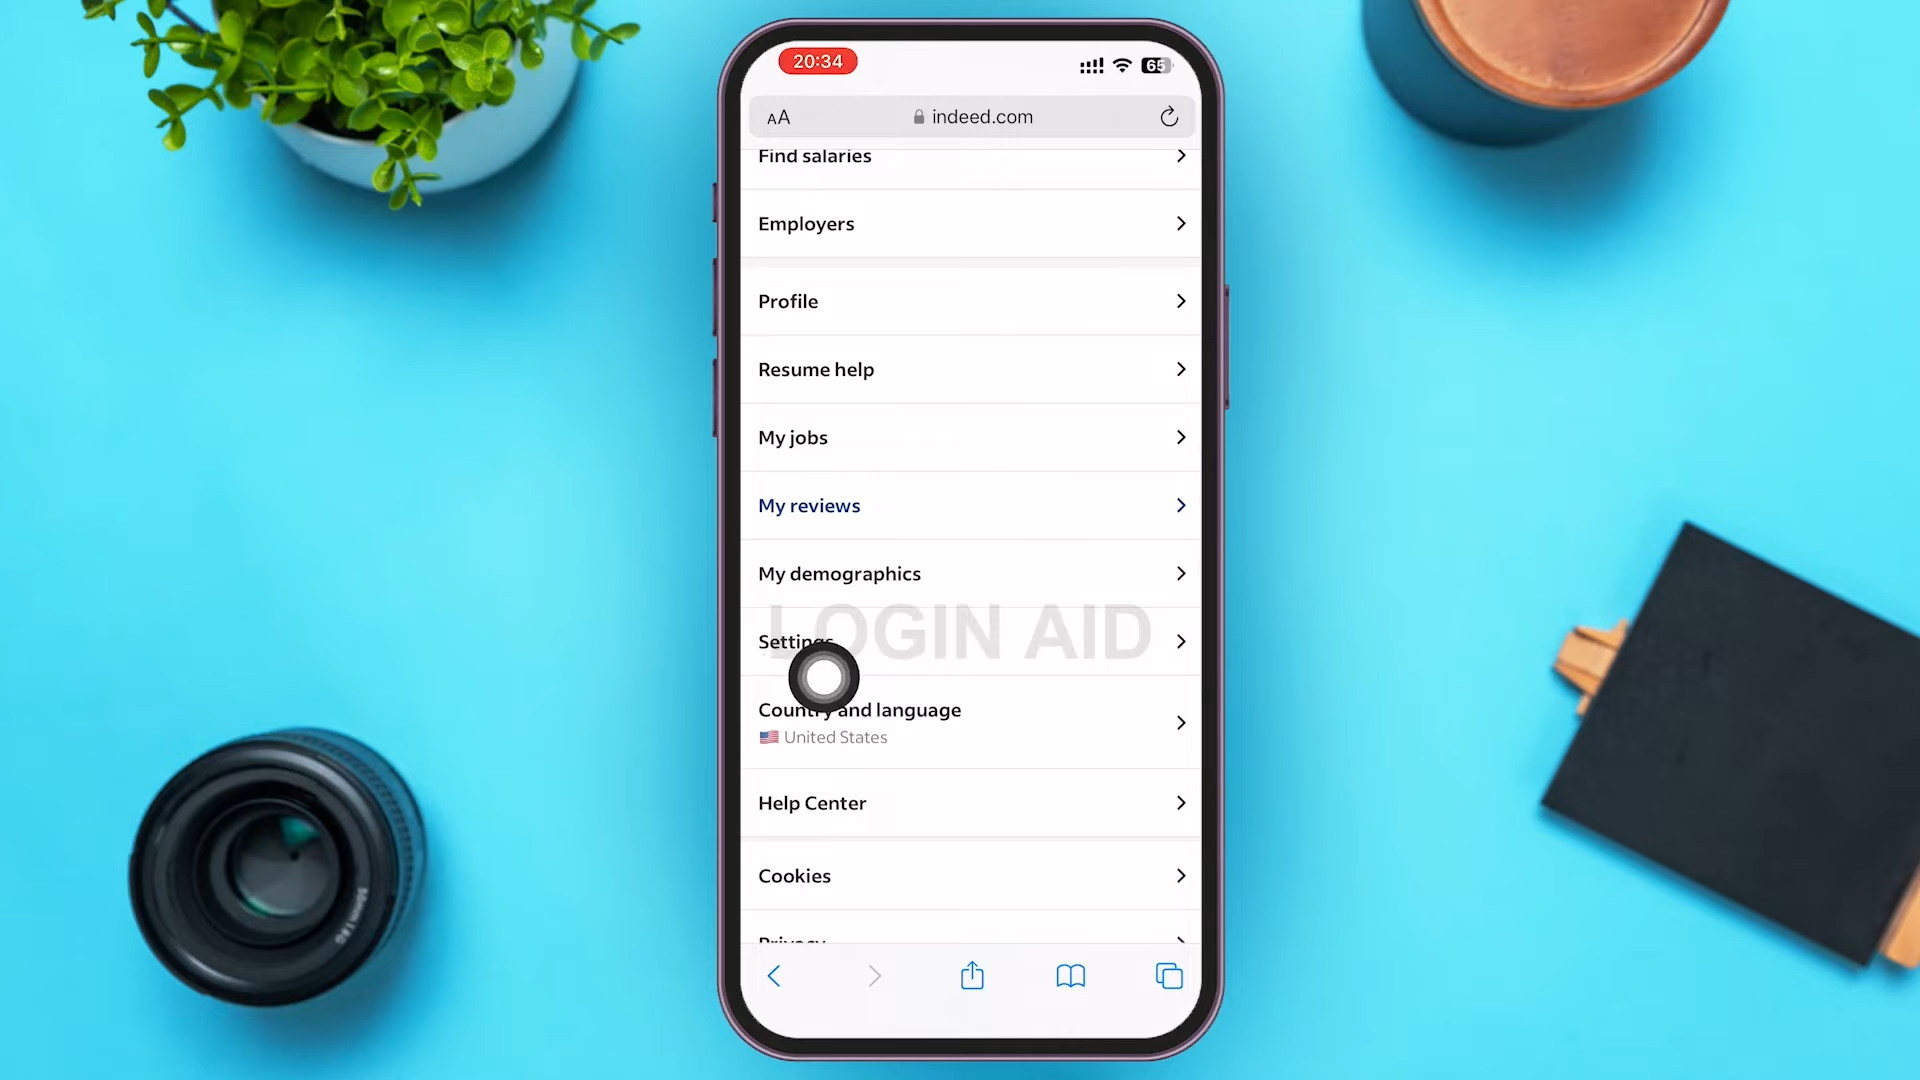 20:34
65
AA
indeed.com
Find salaries
Employers
Profile
Resume help
My jobs
My reviews
My demographics
LOGIN AID
Settings
Country and language
🇺🇸 United States
Help Center
Cookies
Privacy